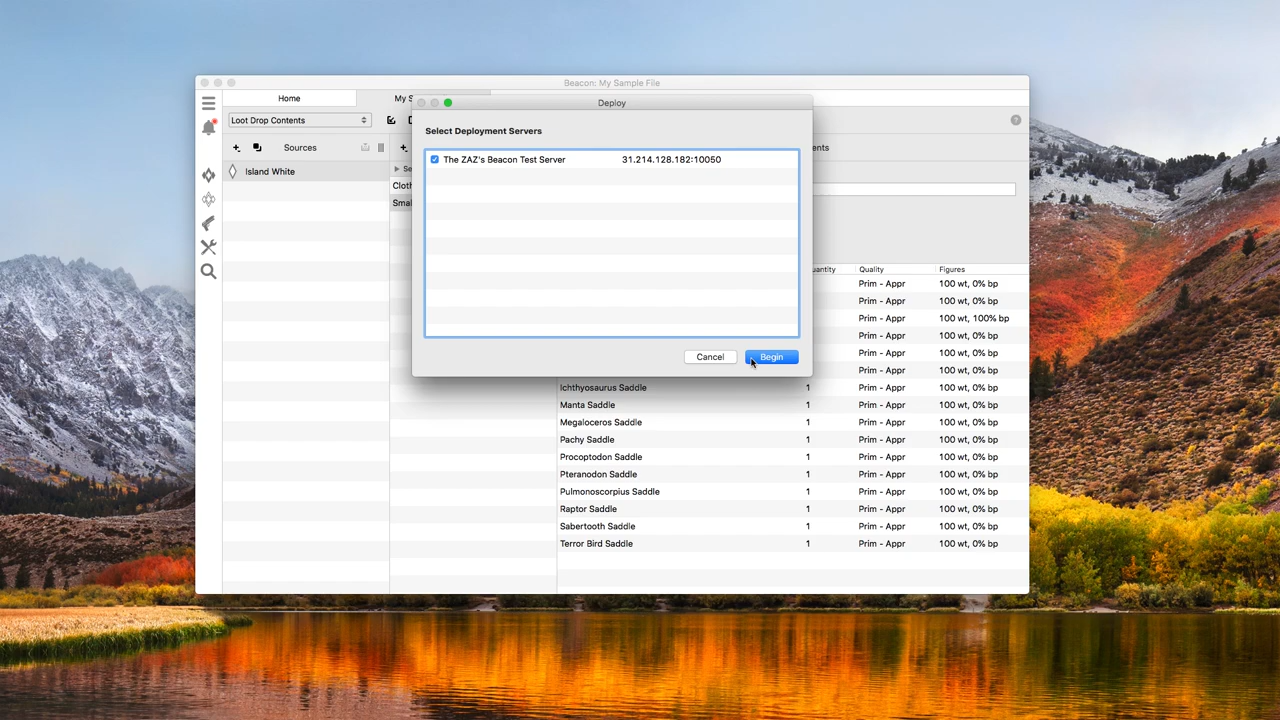 Beacon: My Sample File
Home
My S
Deploy
Loot Drop Contents
Select Deployment Servers
Sources
ents
The ZAZ's Beacon Test Server 31.214.128.182:10050
Island White
Se
Cloth
Smal
uantity Quality Figures
Prim - Appr 100 wt, 0% bp
Prim - Appr 100 wt, 0% bp
Prim - Appr 100 wt, 100% bp
Prim - Appr 100 wt, 0% bp
Prim - Appr 100 wt, 0% bp
Prim - Appr 100 wt, 0% bp
Cancel
Begin
Ichthyosaurus Saddle 1 Prim - Appr 100 wt, 0% bp
Manta Saddle 1 Prim - Appr 100 wt, 0% bp
Megaloceros Saddle 1 Prim - Appr 100 wt, 0% bp
Pachy Saddle 1 Prim - Appr 100 wt, 0% bp
Procoptodon Saddle 1 Prim - Appr 100 wt, 0% bp
Pteranodon Saddle 1 Prim - Appr 100 wt, 0% bp
Pulmonoscorpius Saddle 1 Prim - Appr 100 wt, 0% bp
Raptor Saddle 1 Prim - Appr 100 wt, 0% bp
Sabertooth Saddle 1 Prim - Appr 100 wt, 0% bp
Terror Bird Saddle 1 Prim - Appr 100 wt, 0% bp